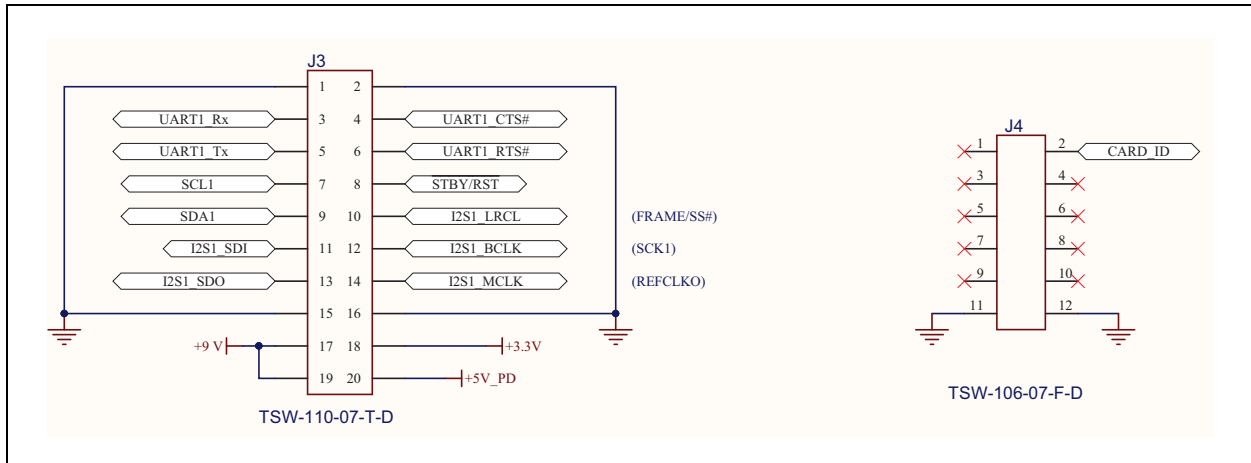 J3
1 2
UART1_Rx 3 4 UART1_CTS#
UART1_Tx 5 6 UART1_RTS#
SCL1 7 8 STBY/RST
SDA1 9 10 I2S1_LRCL (FRAME/SS#)
I2S1_SDI 11 12 I2S1_BCLK (SCK1)
I2S1_SDO 13 14 I2S1_MCLK (REFCLKO)
15 16
+9 V 17 18 +3.3V
19 20 +5V_PD
TSW-110-07-T-D
J4
1 2 CARD_ID
3 4
5 6
7 8
9 10
11 12
TSW-106-07-F-D